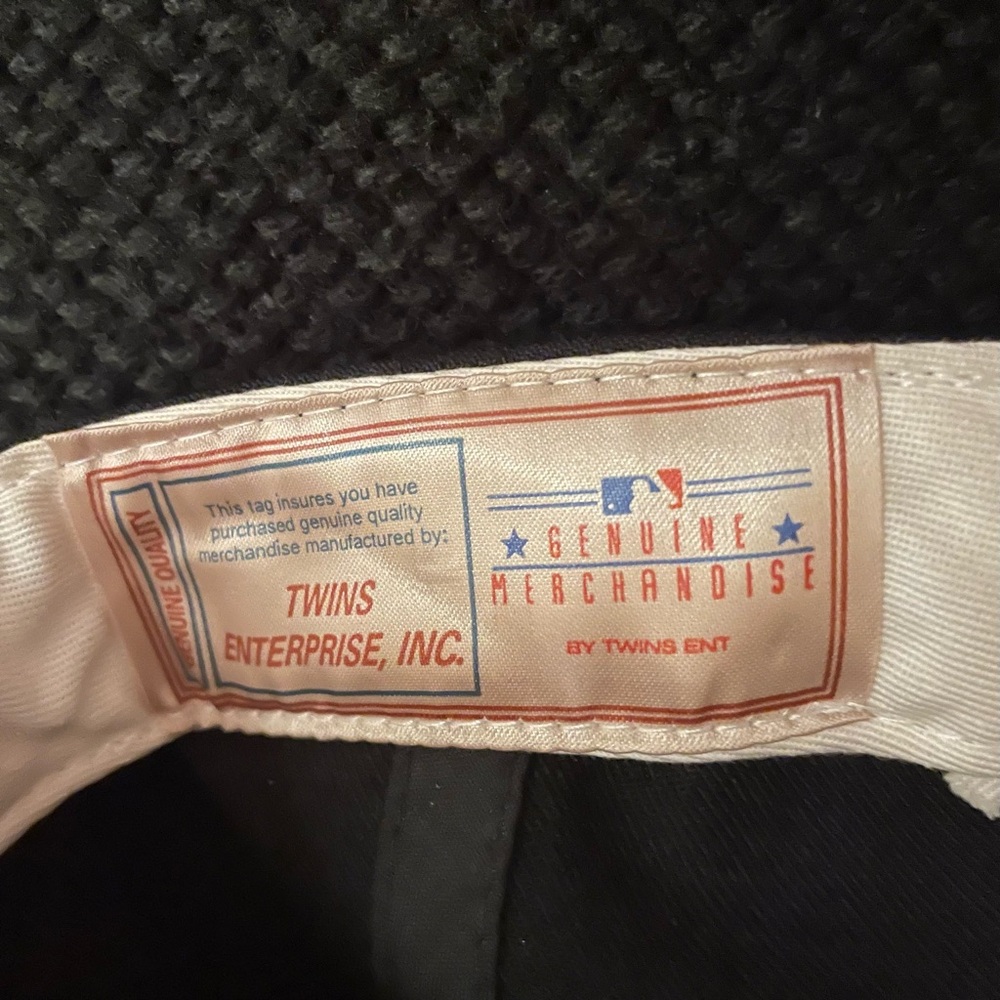 GENUINE QUALITY
This tag insures you have
purchased genuine quality
merchandise manufactured by:
TWINS
ENTERPRISE, INC.
GENUINE
MERCHANDISE
BY TWINS ENT